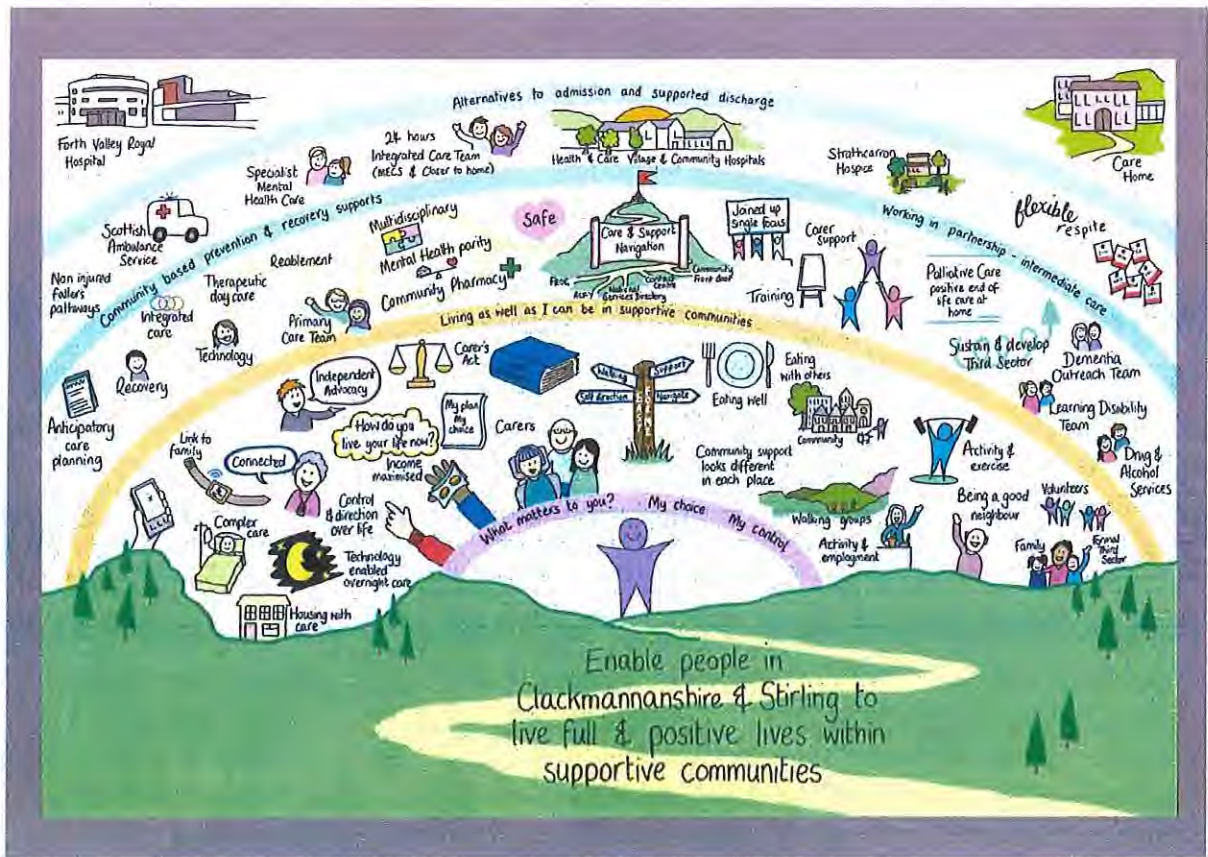 Alternatives to admission and supported discharge
Forth Valley Royal
Hospital
Specialist
Mental
Health Care
24 hours
Integrated Care Team
(MECS & Closer to home)
Health & Care Village & Community Hospitals
Strathcarron
Hospice
Care
Home
Scottish
Ambulance
Service
Community based prevention & recovery supports
Working in partnership - intermediate care
flexible
respite
Non injured
fallers
pathways
Integrated
care
Therapeutic
day care
Reablement
Multidisciplinary
Mental Health parity
Community Pharmacy
Safe
Care & Support
Navigation
Contact
Centre
Community
Front door
National
Services Directory
Joined up
single focus
Training
Carer
support
Palliative Care
positive end of
life care at
home
Sustain & develop
Third Sector
Dementia
Outreach Team
Learning Disability
Team
Drug &
Alcohol
Services
Primary
Care Team
Technology
Recovery
Anticipatory
care
planning
Living as well as I can be in supportive communities
Independent
Advocacy
Carer's
Act
My plan
My
choice
How do you
live your life now?
Link to
family
Connected
Income
maximised
Carers
Walking
Support
Self direction
Navigate
Eating well
Eating
with others
Community
Community support
looks different
in each place
Walking groups
Activity &
exercise
Activity &
employment
Being a good
neighbour
Volunteers
Family
Formal
Third
Sector
Complex
care
Control
& direction
over life
Technology
enabled
overnight care
Housing with
care
What matters to you? My choice My control
Enable people in
Clackmannanshire & Stirling to
live full & positive lives within
supportive communities